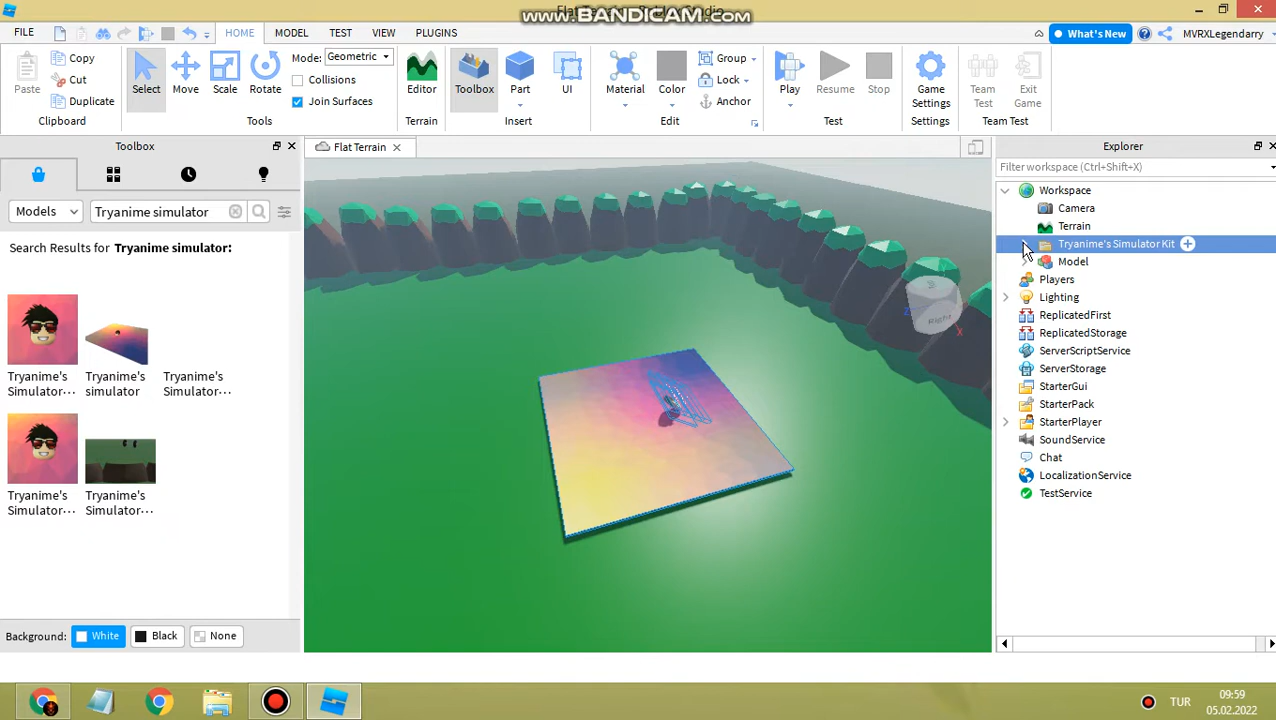 Flat Terrain
www.BANDICAM.com
FILE
HOME
MODEL
TEST
VIEW
PLUGINS
What's New
MVRXLegendarry
Paste
Copy
Cut
Duplicate
Clipboard
Select
Move
Scale
Rotate
Mode: Geometric
Collisions
Join Surfaces
Tools
Editor
Terrain
Toolbox
Part
UI
Insert
Material
Color
Group
Lock
Anchor
Edit
Play
Resume
Stop
Test
Game
Settings
Settings
Team
Test
Exit
Game
Team Test
Toolbox
Models
Tryanime simulator
Search Results for Tryanime simulator:
Tryanime's
Simulator...
Tryanime's
simulator
Tryanime's
Simulator...
Tryanime's
Simulator...
Tryanime's
Simulator...
Background: White Black None
Flat Terrain
Z
X
Explorer
Filter workspace (Ctrl+Shift+X)
Workspace
Camera
Terrain
Tryanime's Simulator Kit
Model
Players
Lighting
ReplicatedFirst
ReplicatedStorage
ServerScriptService
ServerStorage
StarterGui
StarterPack
StarterPlayer
SoundService
Chat
LocalizationService
TestService
TUR
09:59
05.02.2022